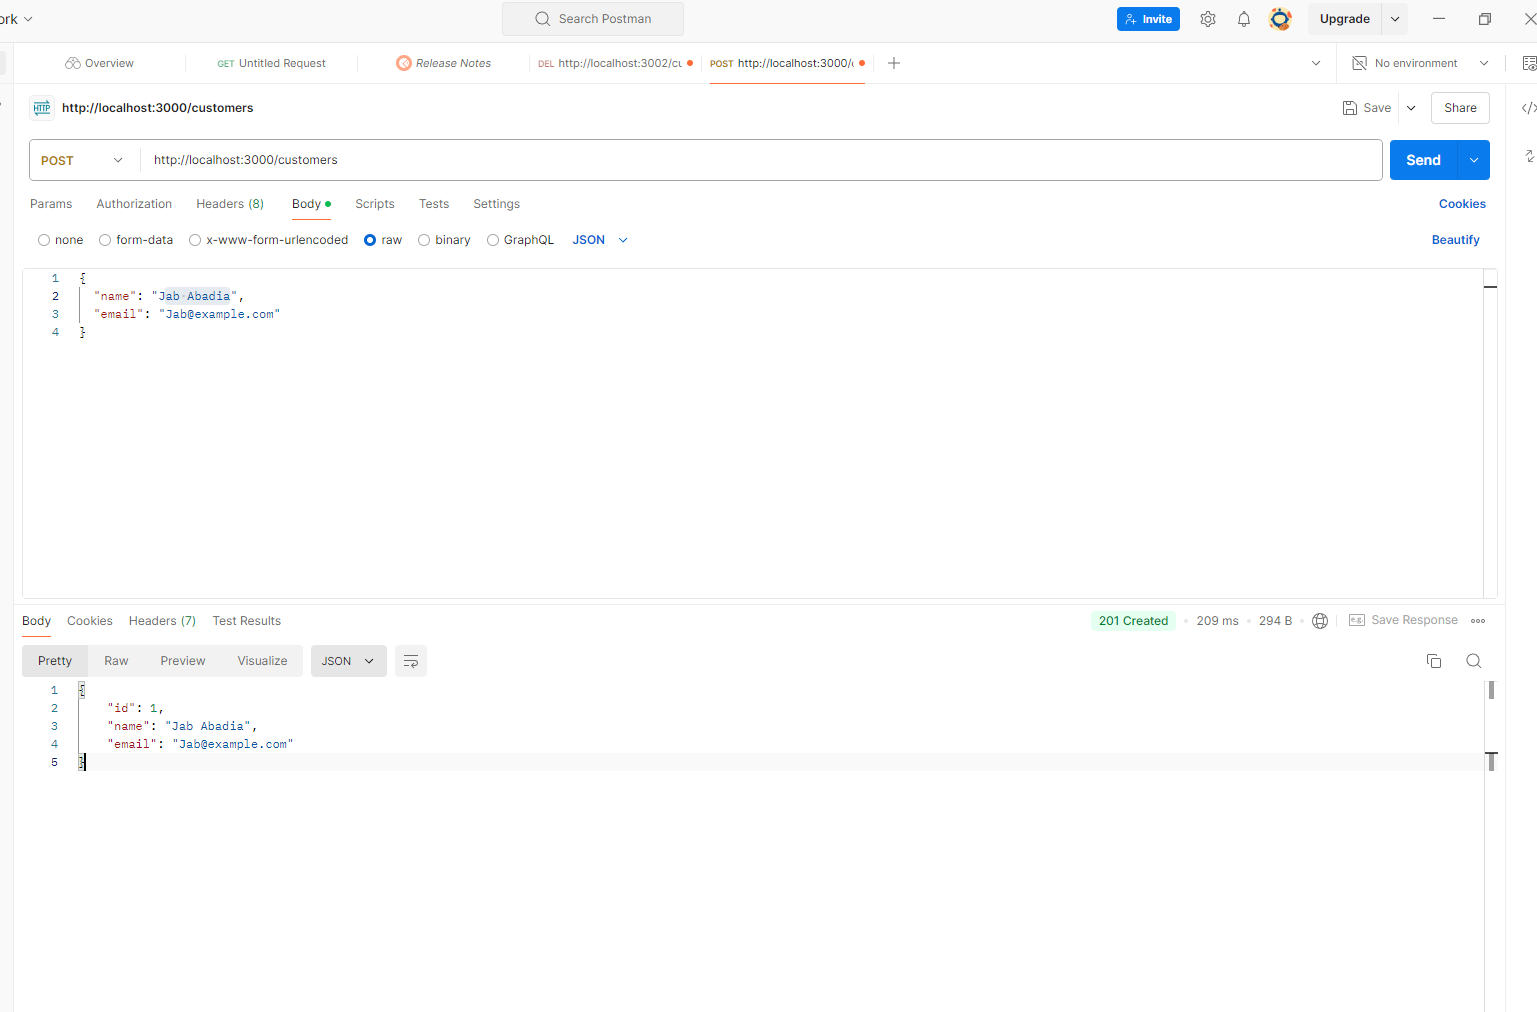 ork
Search Postman
Invite
Upgrade
Overview
GET Untitled Request
Release Notes
DEL http://localhost:3002/cu
POST http://localhost:3000/
No environment
HTTP http://localhost:3000/customers
Save
Share
POST http://localhost:3000/customers
Send
Params Authorization Headers (8) Body Scripts Tests Settings
Cookies
none form-data x-www-form-urlencoded raw binary GraphQL JSON
Beautify
1 {
2 "name": "Jab Abadia",
3 "email": "Jab@example.com"
4 }
Body Cookies Headers (7) Test Results
201 Created 209 ms 294 B
e.g. Save Response
Pretty Raw Preview Visualize JSON
1 {
2 "id": 1,
3 "name": "Jab Abadia",
4 "email": "Jab@example.com"
5 }